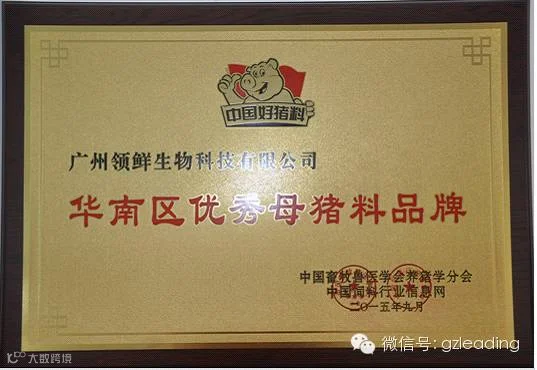 中国好猪料
广州领鲜生物科技有限公司
华南区优秀母猪料品牌
中国畜牧兽医学会养猪学分会
中国饲料行业信息网
二〇一五年九月
微信号: gzleading
大数跨境